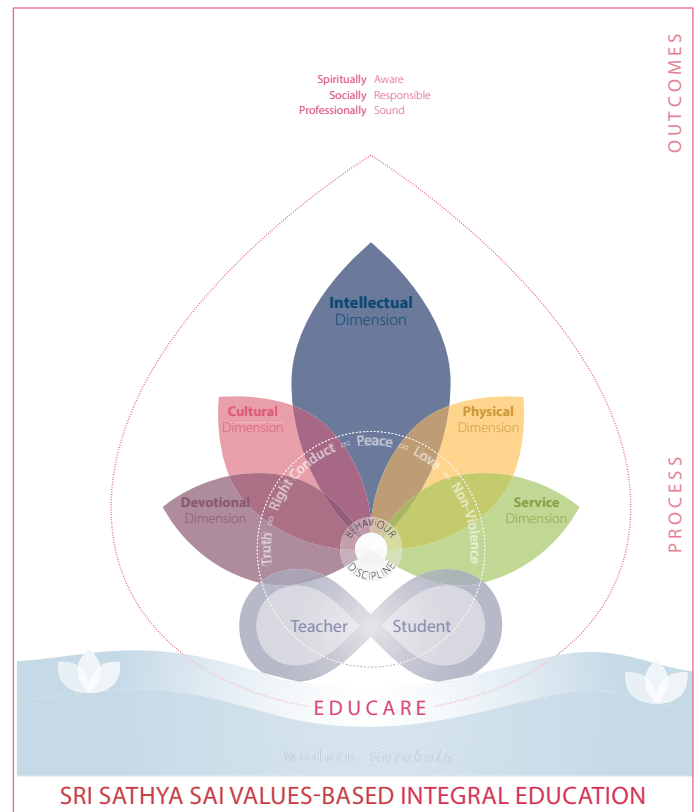 OUTCOMES
Spiritually Aware
Socially Responsible
Professionally Sound
Intellectual
Dimension
Cultural
Dimension
Physical
Dimension
Devotional
Dimension
Service
Dimension
Truth ∞ Right Conduct ∞ Peace ∞ Love ∞ Non-Violence
BEHAVIOUR
DISCIPLINE
PROCESS
Teacher
Student
EDUCARE
Modern Gurukula
SRI SATHYA SAI VALUES-BASED INTEGRAL EDUCATION